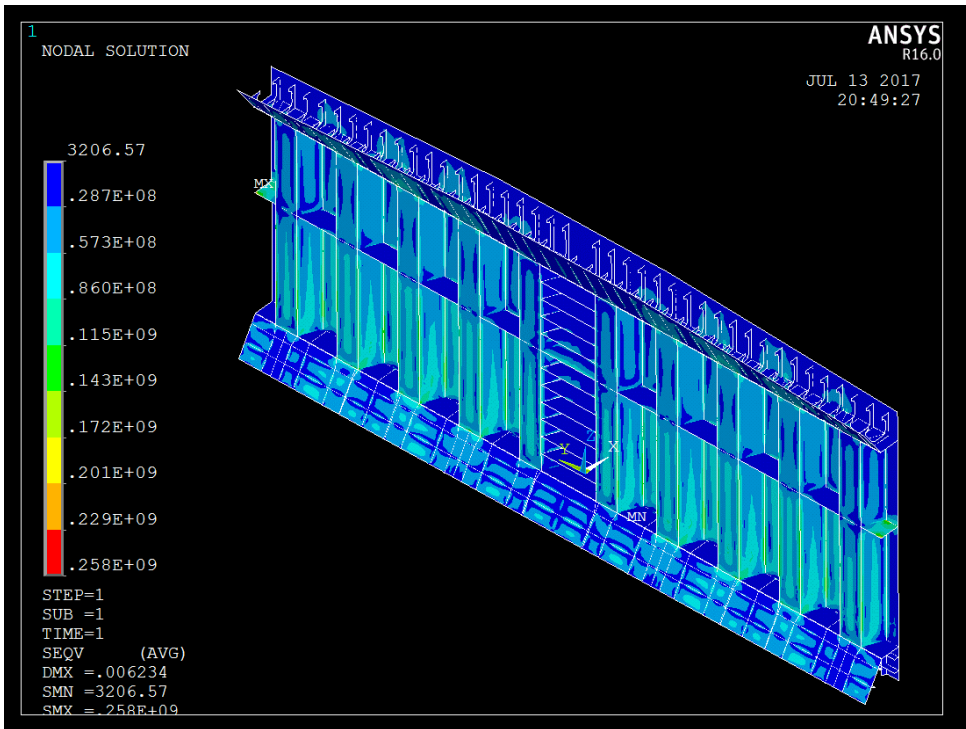 1
NODAL SOLUTION
ANSYS
R16.0
JUL 13 2017
20:49:27
3206.57
.287E+08
.573E+08
.860E+08
.115E+09
.143E+09
.172E+09
.201E+09
.229E+09
.258E+09
MX
Z
Y
X
MN
STEP=1
SUB =1
TIME=1
SEQV     (AVG)
DMX =.006234
SMN =3206.57
SMX =.258E+09